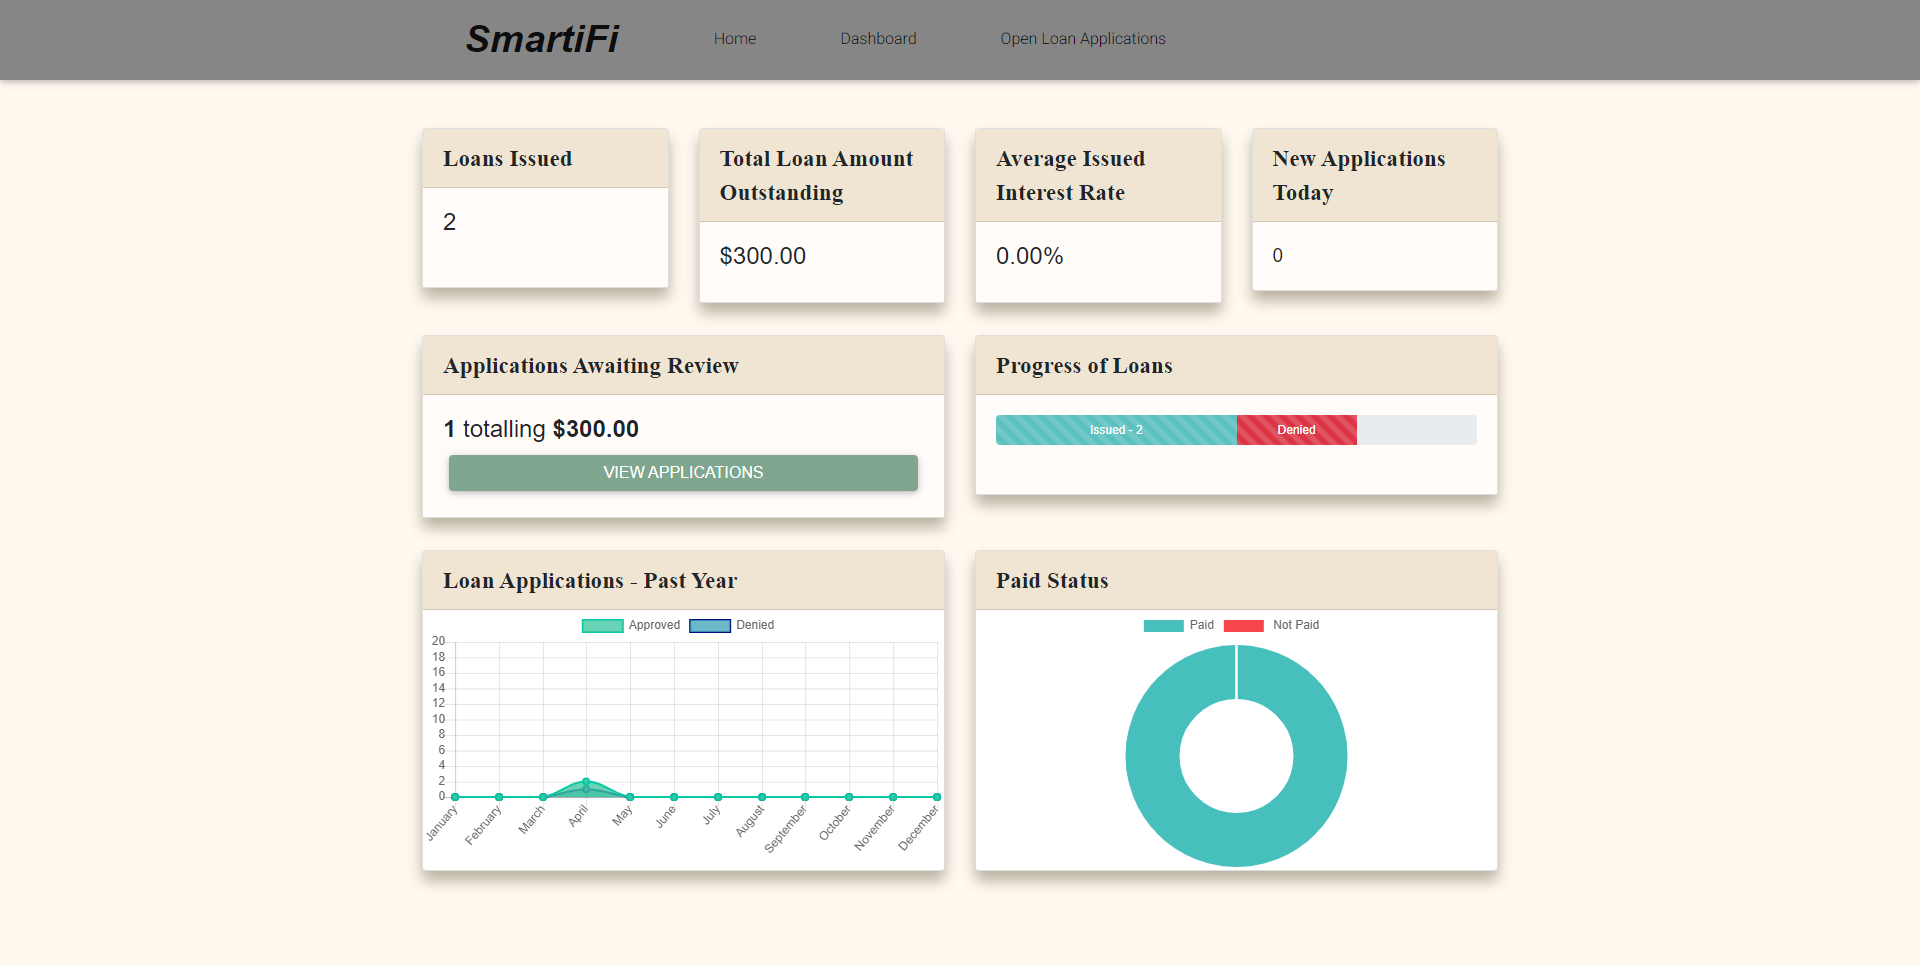 SmartiFi
Home
Dashboard
Open Loan Applications
Loans Issued
2
Total Loan Amount
Outstanding
$300.00
Average Issued
Interest Rate
0.00%
New Applications
Today
0
Applications Awaiting Review
1 totalling $300.00
VIEW APPLICATIONS
Progress of Loans
Issued - 2
Denied
Loan Applications - Past Year
Approved
Denied
20
18
16
14
12
10
8
6
4
2
0
January
February
March
April
May
June
July
August
September
October
November
December
Paid Status
Paid
Not Paid